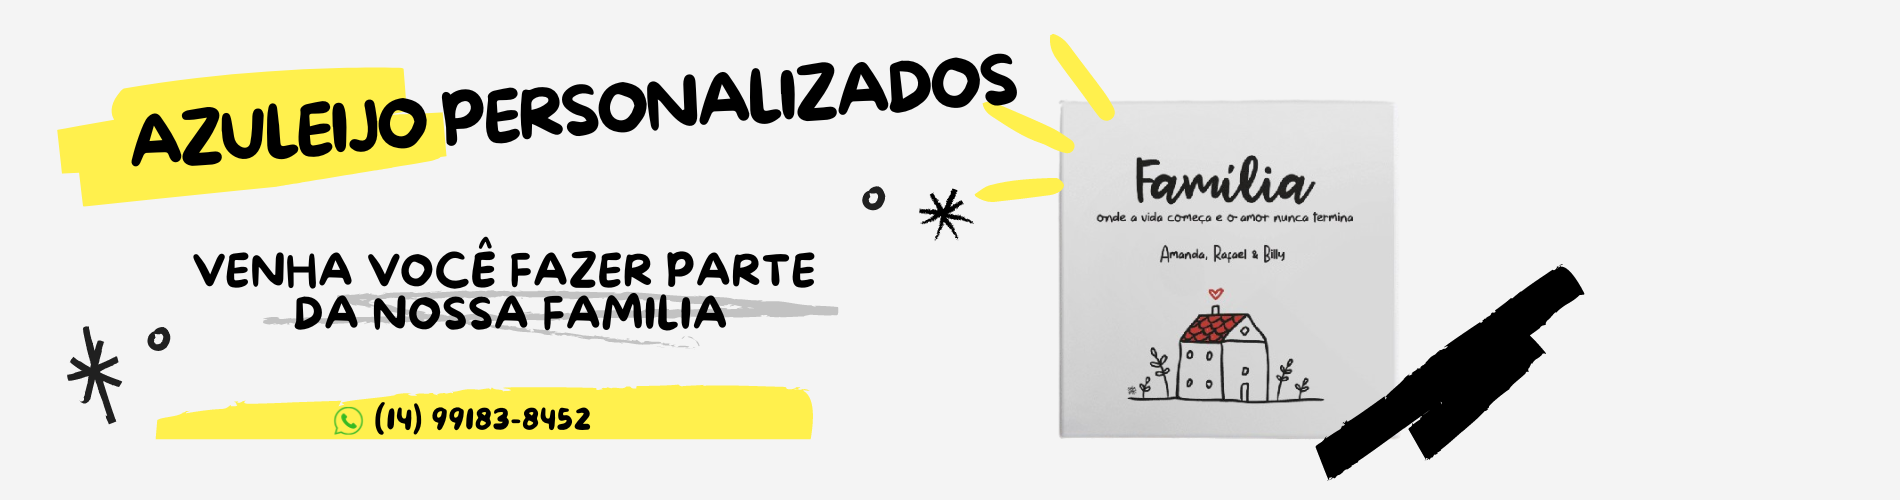 AZULEIJO PERSONALIZADOS
VENHA VOCÊ FAZER PARTE
DA NOSSA FAMILIA
(14) 99183-8452
Família
onde a vida começa e o amor nunca termina
Amanda, Rafael & Billy